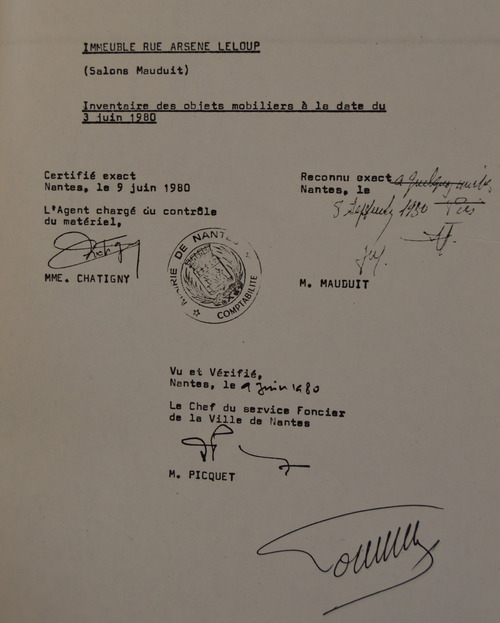 IMMEUBLE RUE ARSENE LELOUP
(Salons Mauduit)
Inventaire des objets mobiliers à la date du
3 juin 1980
Certifié exact
Nantes, le 9 juin 1980
L'Agent chargé du contrôle
du matériel,
MME. CHATIGNY
MAIRIE DE NANTES
COMPTABILITE
Reconnu exact à quelques
Nantes, le
1980
M. MAUDUIT
Vu et Vérifié,
Nantes, le 9 juin 1980
Le Chef du service Foncier
de la Ville de Nantes
M. PICQUET